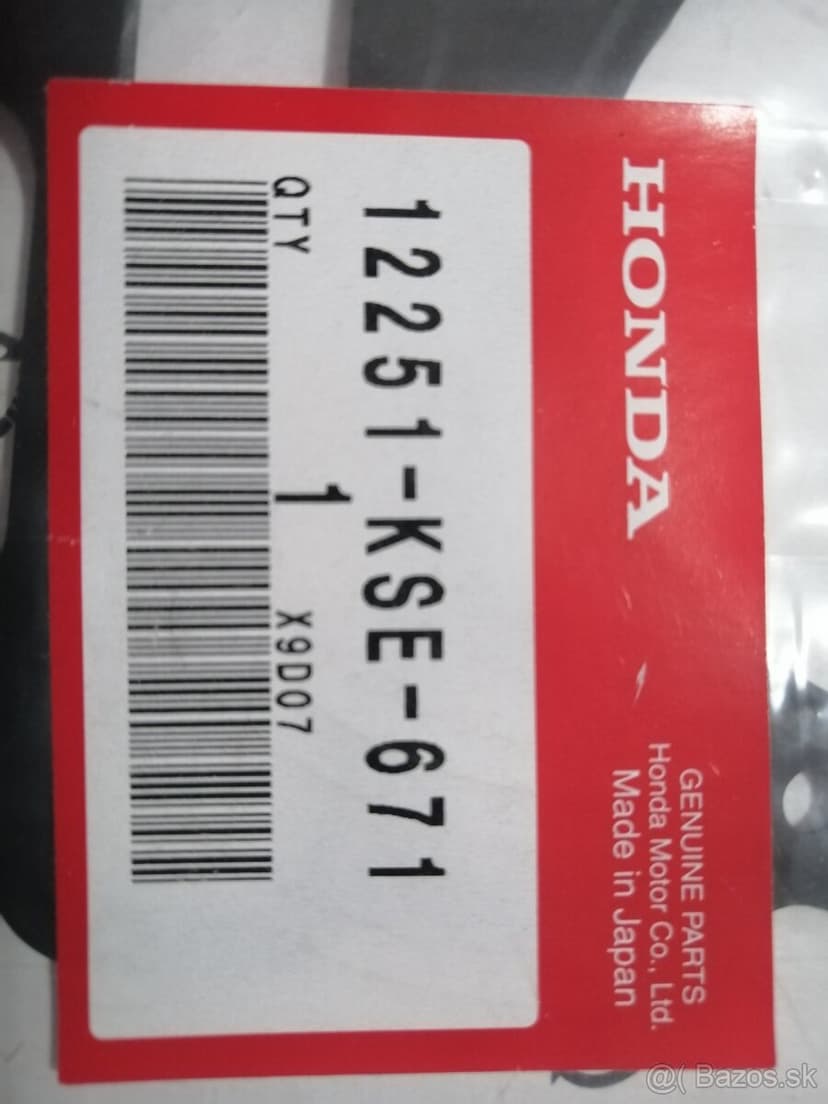 HONDA
GENUINE PARTS
Honda Motor Co., Ltd.
Made in Japan
12251-KSE-671
QTY 1 X9D07
@( Bazos.sk